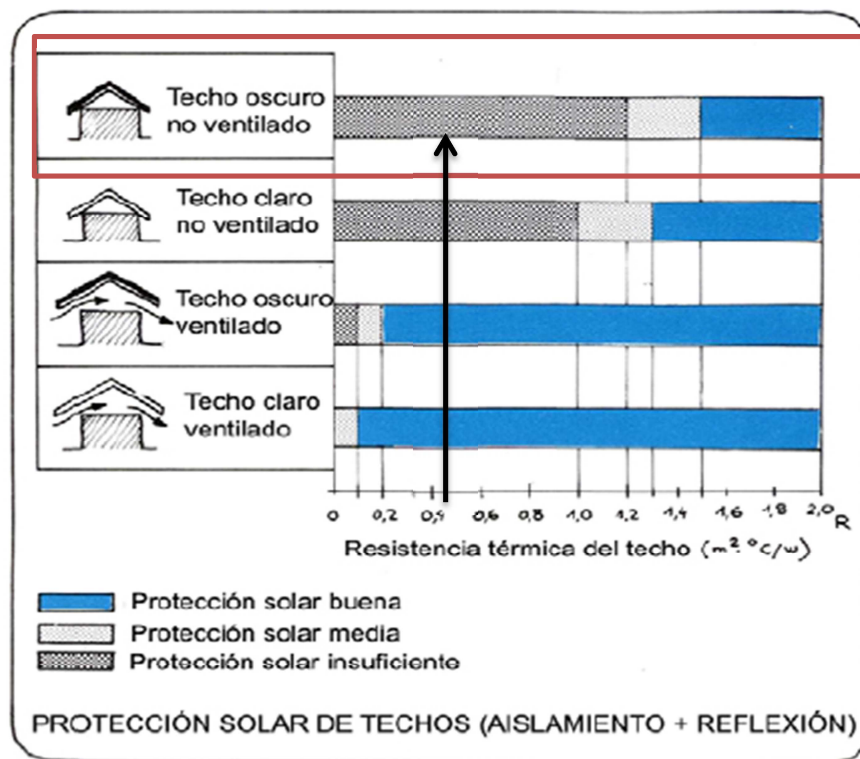 Techo oscuro
no ventilado
Techo claro
no ventilado
Techo oscuro
ventilado
Techo claro
ventilado
0 0,2 0,4 0,6 0,8 1,0 1,2 1,4 1,6 1,8 2,0 R
Resistencia térmica del techo (m². °C/w)
Protección solar buena
Protección solar media
Protección solar insuficiente
PROTECCIÓN SOLAR DE TECHOS (AISLAMIENTO + REFLEXIÓN)